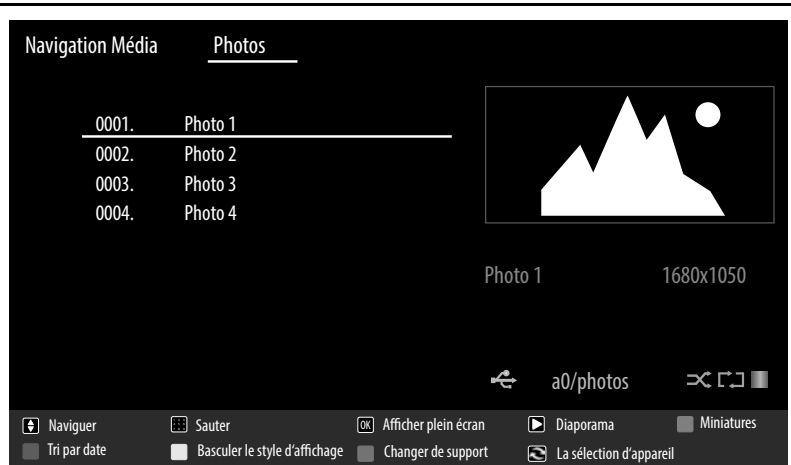 Navigation Média Photos
0001. Photo 1
0002. Photo 2
0003. Photo 3
0004. Photo 4
Photo 1 1680x1050
a0/photos
Naviguer Sauter OK Afficher plein écran Diaporama Miniatures
Tri par date Basculer le style d’affichage Changer de support La sélection d’appareil